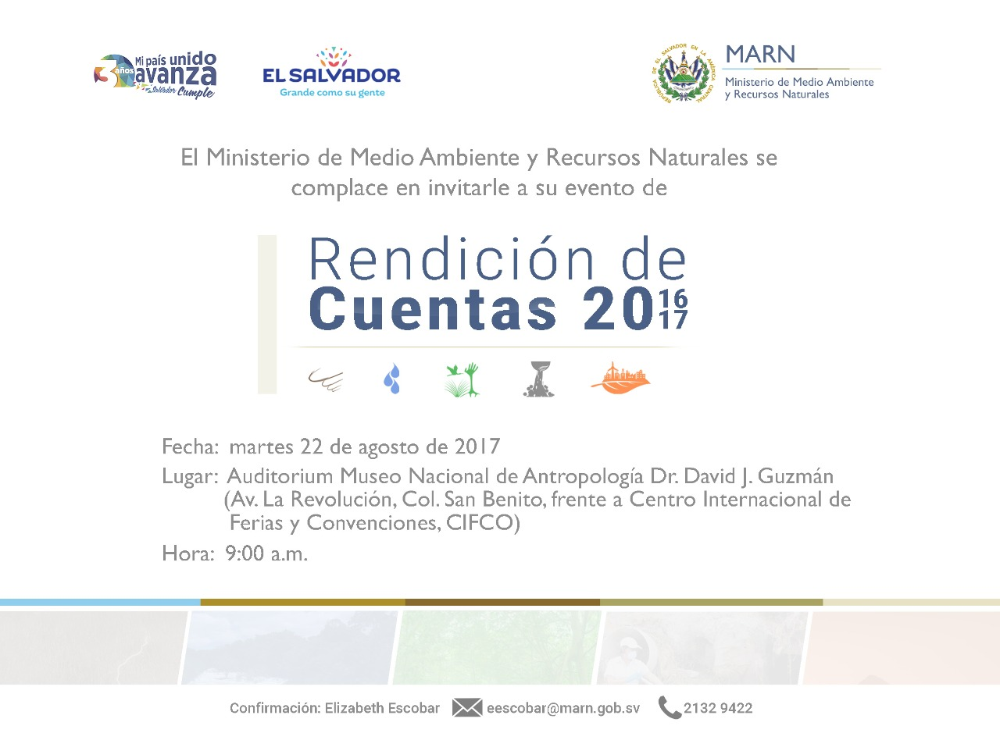 3 años
Mi país unido
avanza
El Salvador Cumple
EL SALVADOR
Grande como su gente
REPÚBLICA DE EL SALVADOR EN LA AMÉRICA CENTRAL
MARN
Ministerio de Medio Ambiente
y Recursos Naturales
El Ministerio de Medio Ambiente y Recursos Naturales se
complace en invitarle a su evento de
Rendición de
Cuentas 2016
17
Fecha: martes 22 de agosto de 2017
Lugar: Auditorium Museo Nacional de Antropología Dr. David J. Guzmán
(Av. La Revolución, Col. San Benito, frente a Centro Internacional de
Ferias y Convenciones, CIFCO)
Hora: 9:00 a.m.
Confirmación: Elizabeth Escobar eescobar@marn.gob.sv 2132 9422